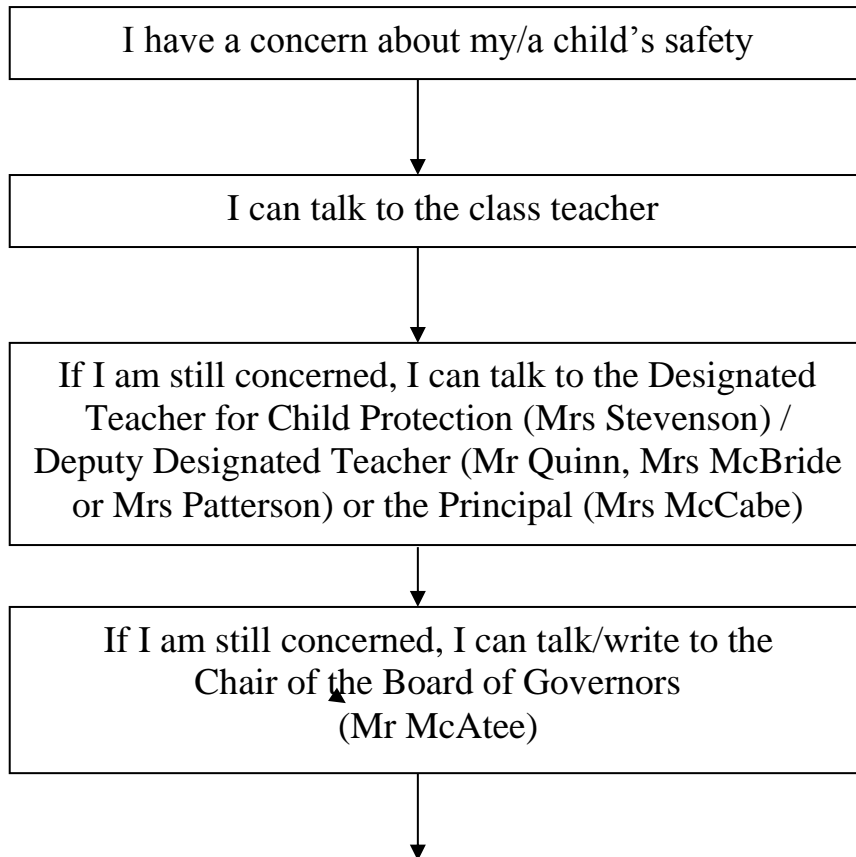 I have a concern about my/a child’s safety
I can talk to the class teacher
If I am still concerned, I can talk to the Designated
Teacher for Child Protection (Mrs Stevenson) /
Deputy Designated Teacher (Mr Quinn, Mrs McBride
or Mrs Patterson) or the Principal (Mrs McCabe)
If I am still concerned, I can talk/write to the
Chair of the Board of Governors
(Mr McAtee)